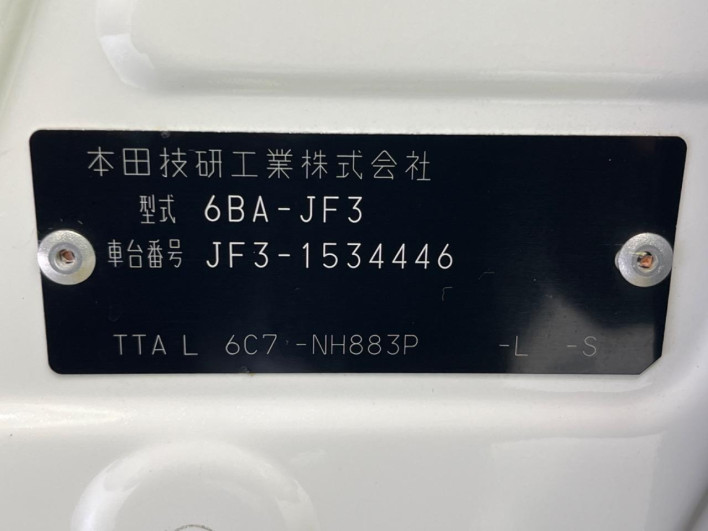 本田技研工業株式会社
型式 6BA-JF3
車台番号 JF3-1534446
TTA L 6C7 -NH883P -L -S